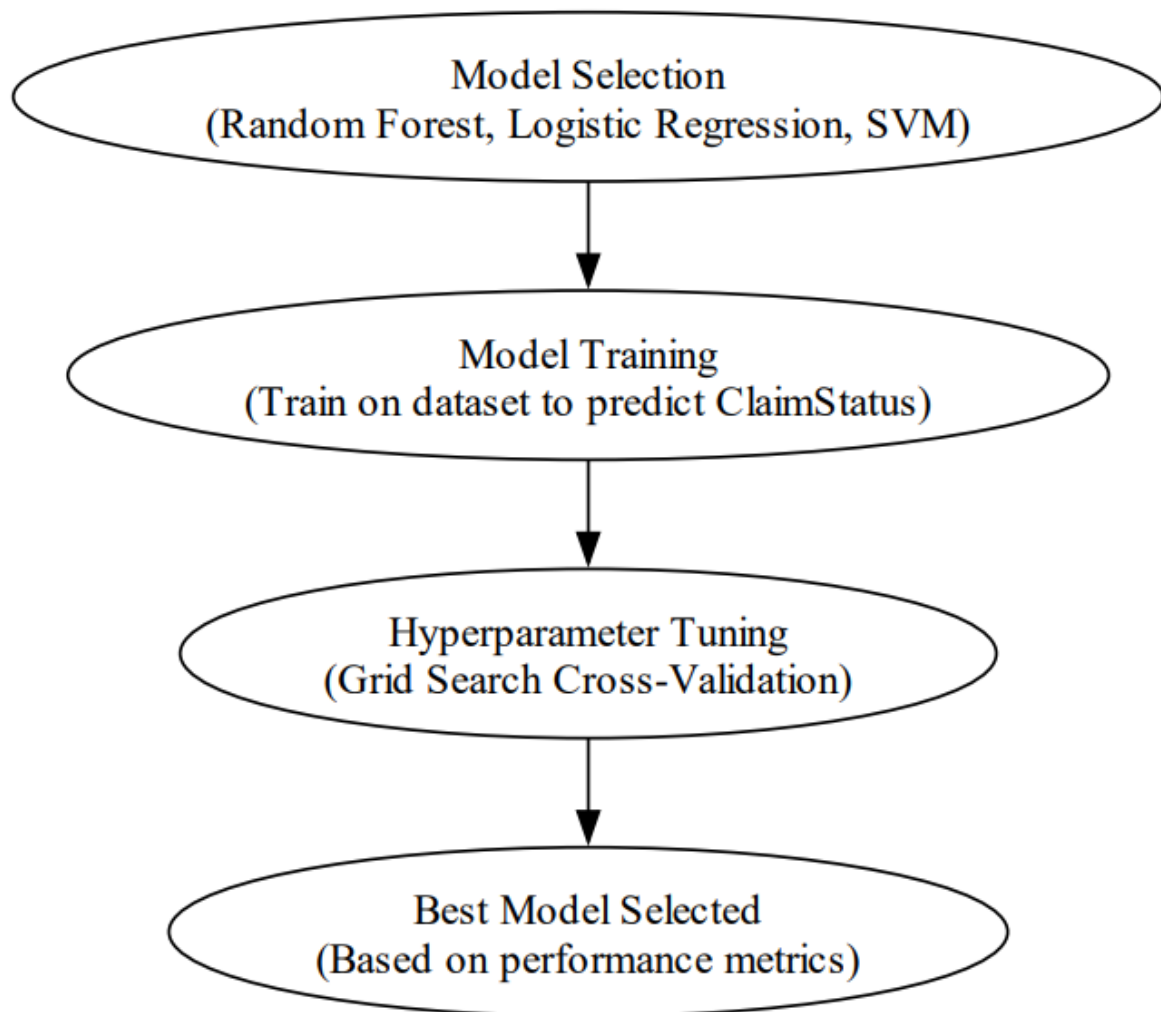 Model Selection
(Random Forest, Logistic Regression, SVM)
Model Training
(Train on dataset to predict ClaimStatus)
Hyperparameter Tuning
(Grid Search Cross-Validation)
Best Model Selected
(Based on performance metrics)